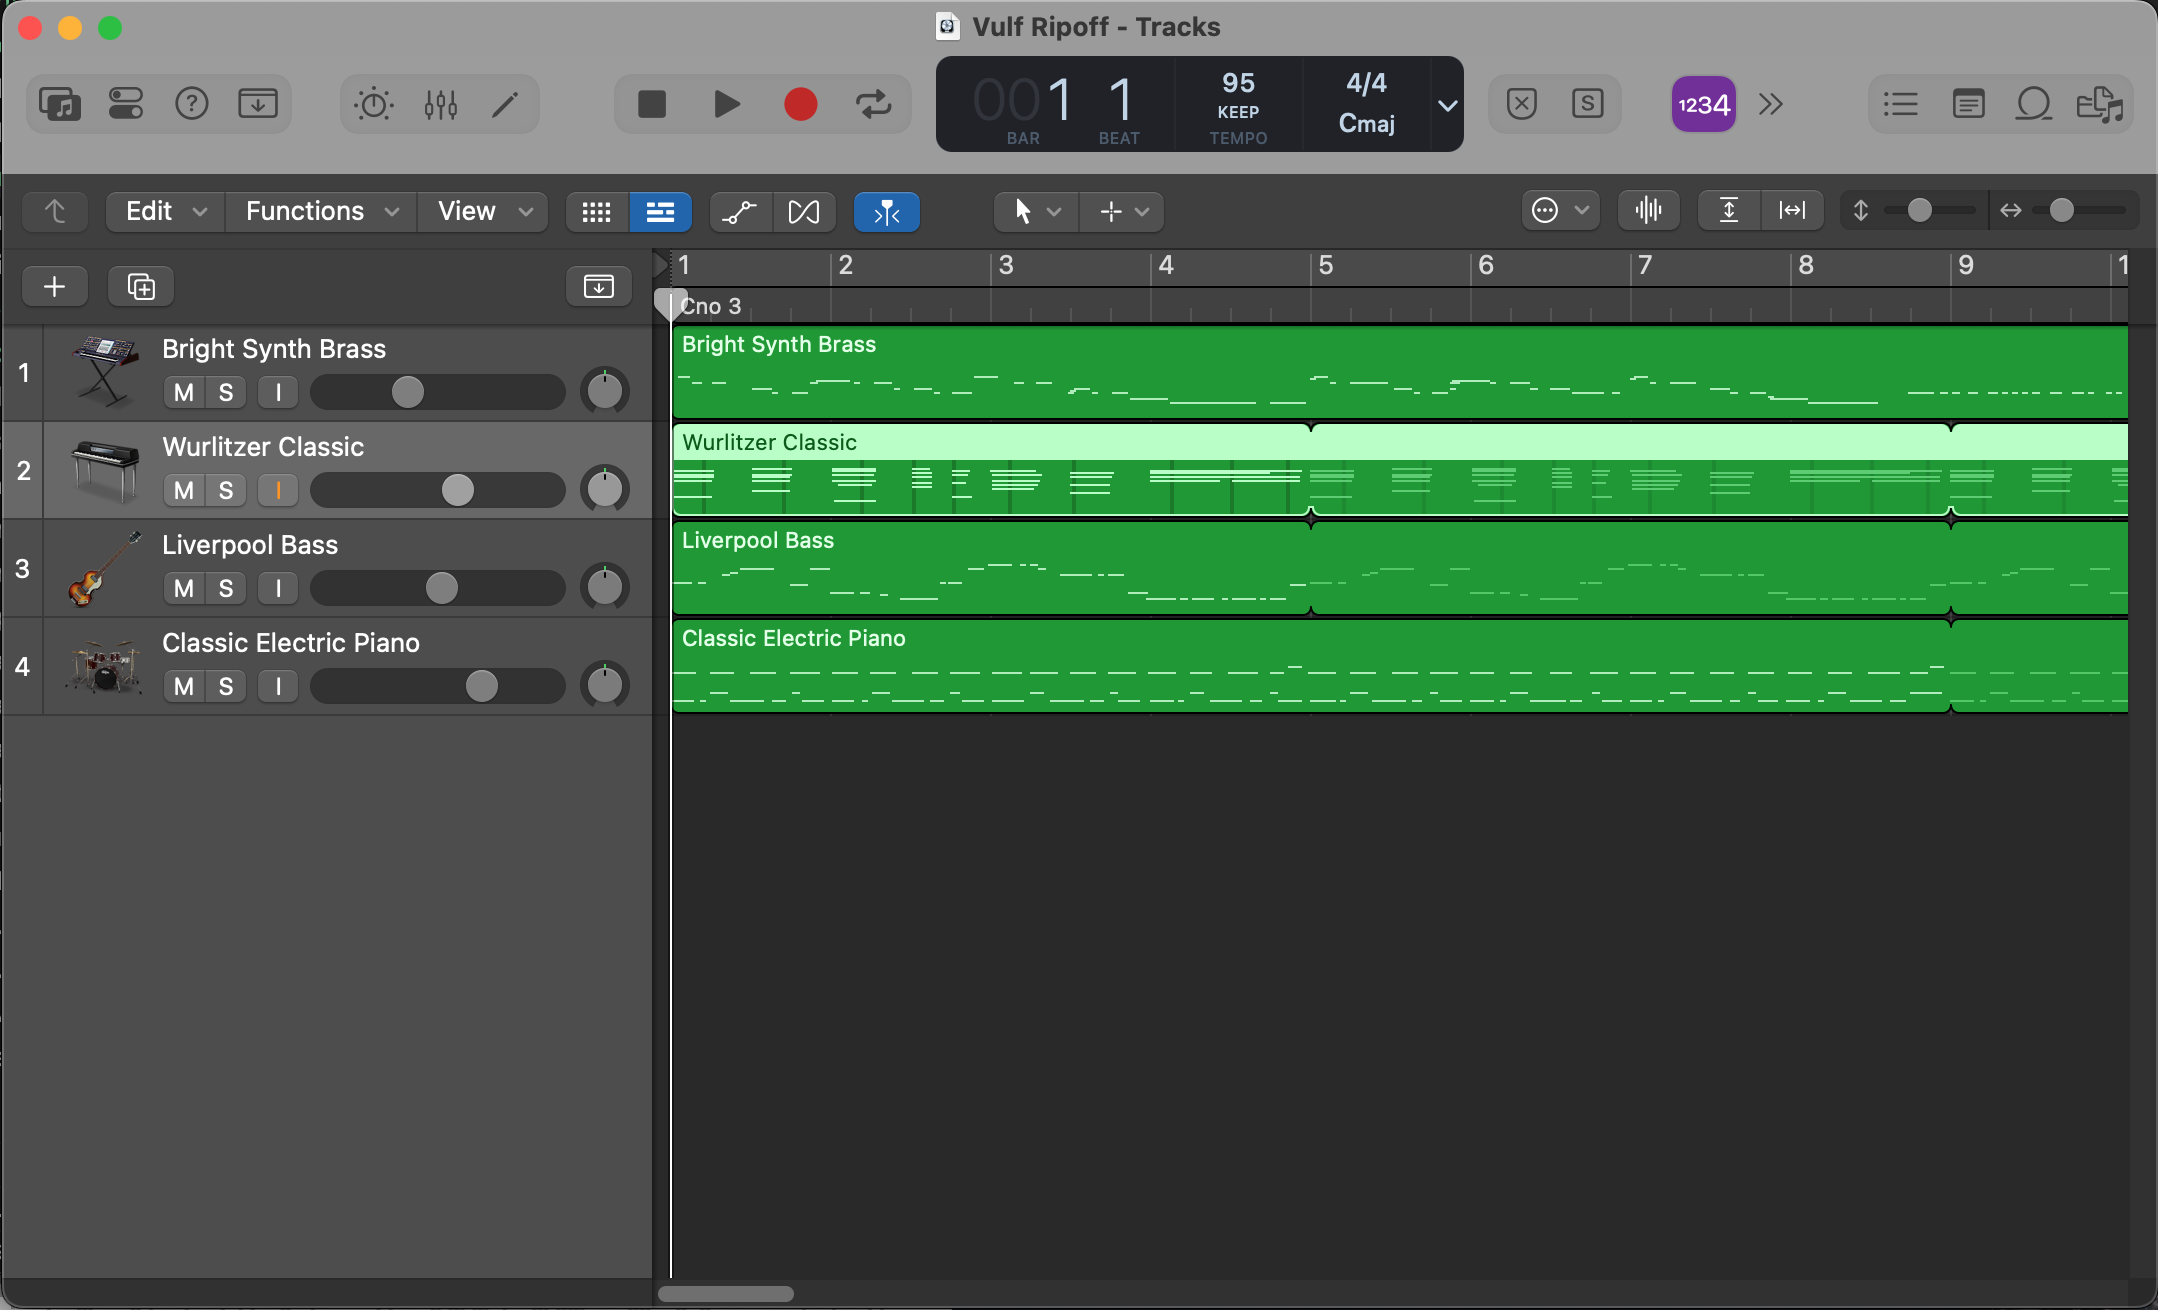 Vulf Ripoff - Tracks
001 1
BAR BEAT
95
KEEP
TEMPO
4/4
Cmaj
S
1234
Edit Functions View
1 2 3 4 5 6 7 8 9 1
Cno 3
1 Bright Synth Brass
M S I
Bright Synth Brass
2 Wurlitzer Classic
M S I
Wurlitzer Classic
3 Liverpool Bass
M S I
Liverpool Bass
4 Classic Electric Piano
M S I
Classic Electric Piano